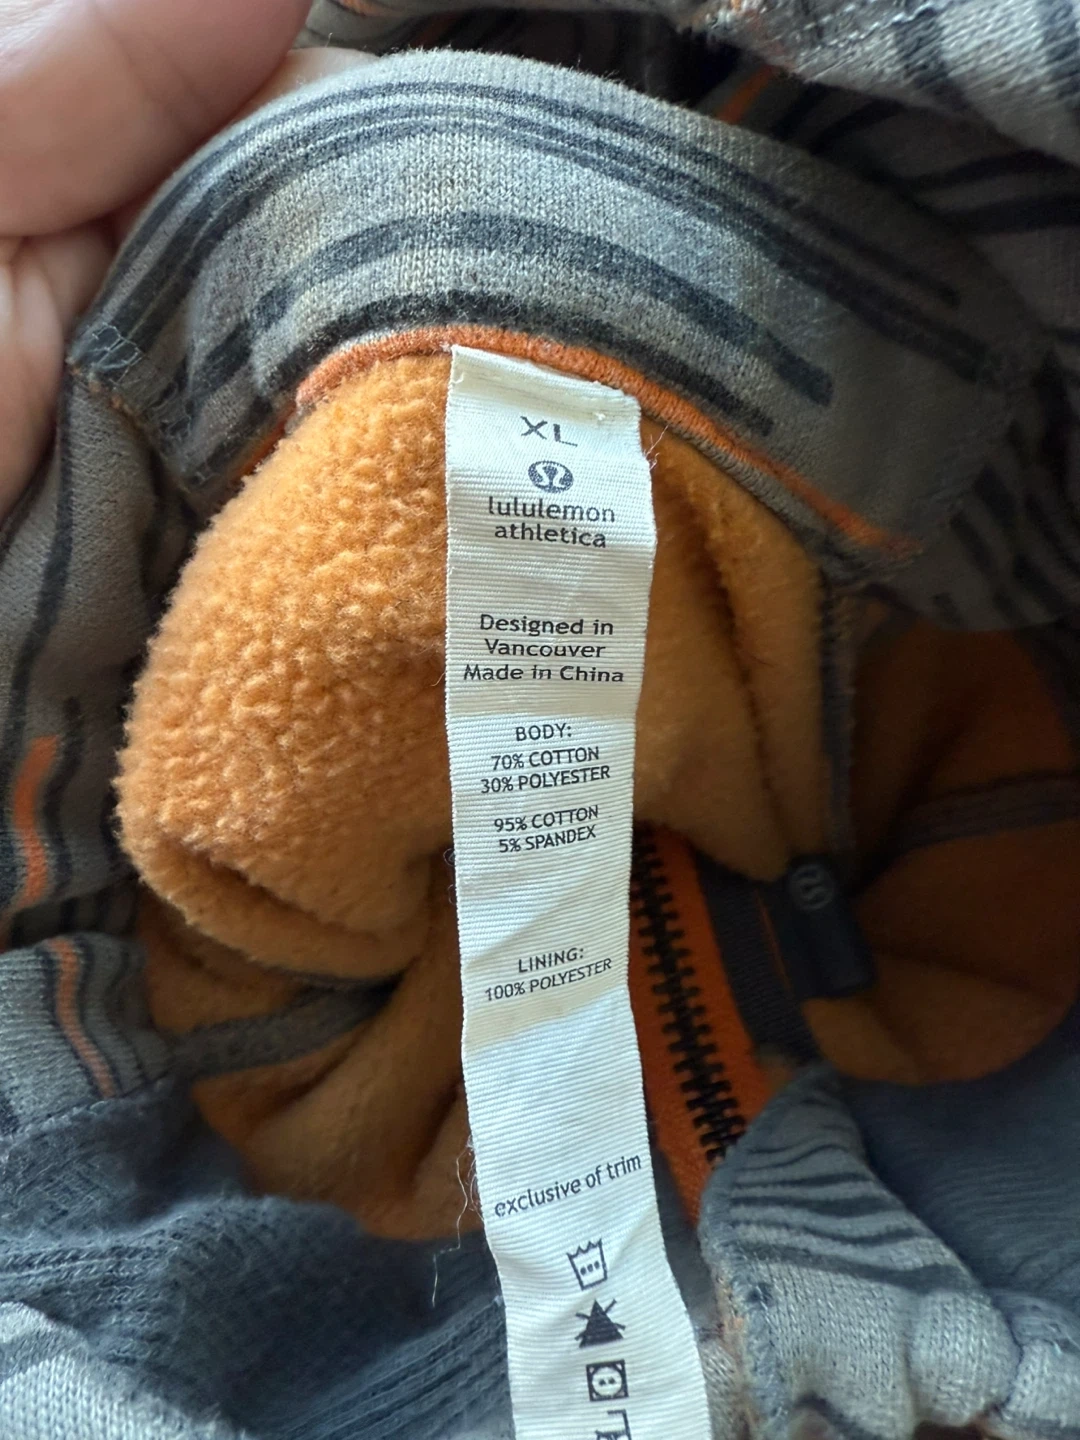 XL
lululemon
athletica
Designed in
Vancouver
Made in China
BODY:
70% COTTON
30% POLYESTER
95% COTTON
5% SPANDEX
LINING:
100% POLYESTER
exclusive of trim